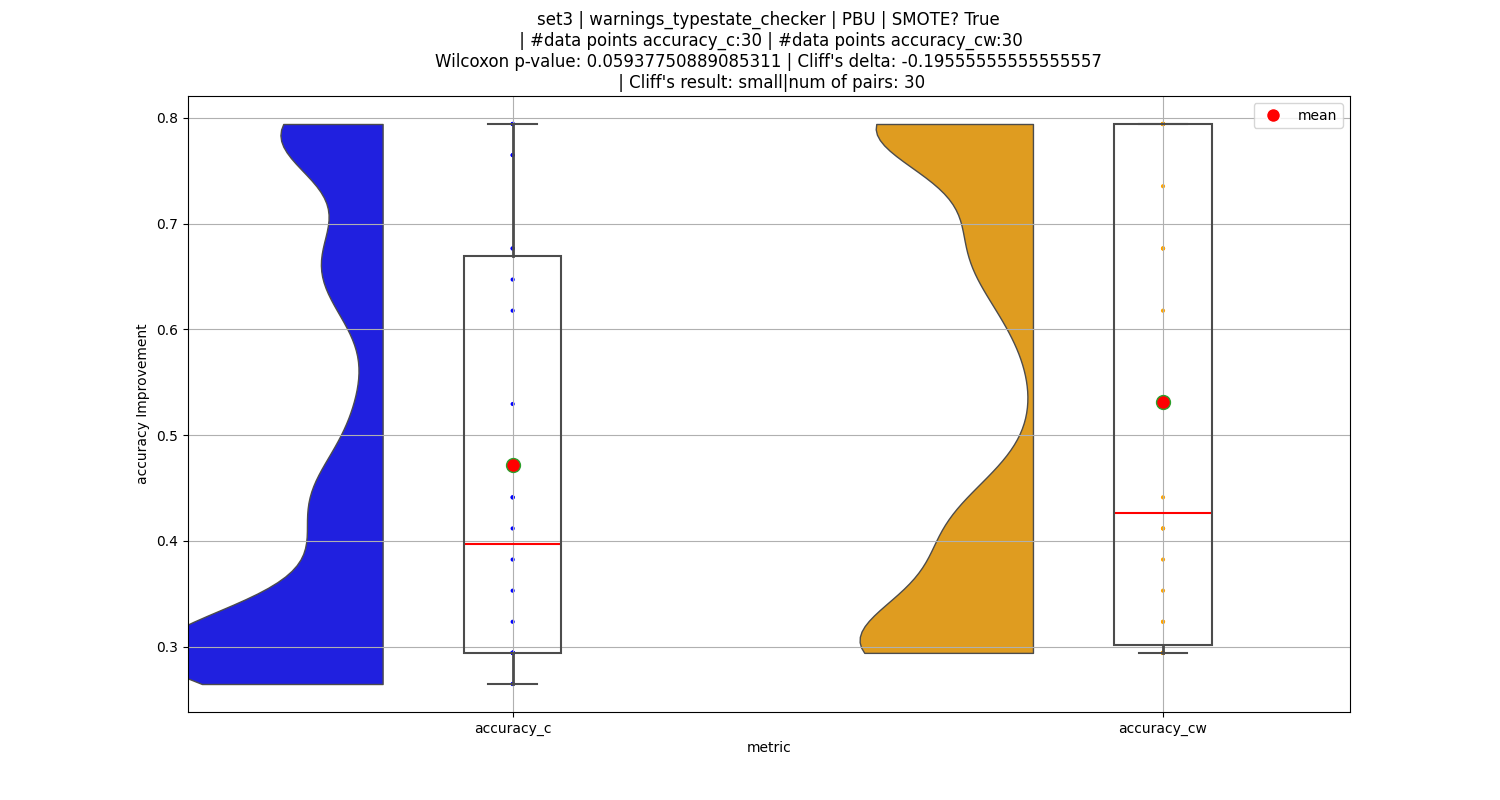 set3 | warnings_typestate_checker | PBU | SMOTE? True
| #data points accuracy_c:30 | #data points accuracy_cw:30
Wilcoxon p-value: 0.05937750889085311 | Cliff's delta: -0.19555555555555557
| Cliff's result: small|num of pairs: 30
mean
0.8
0.7
0.6
0.5
0.4
0.3
accuracy Improvement
accuracy_c
accuracy_cw
metric